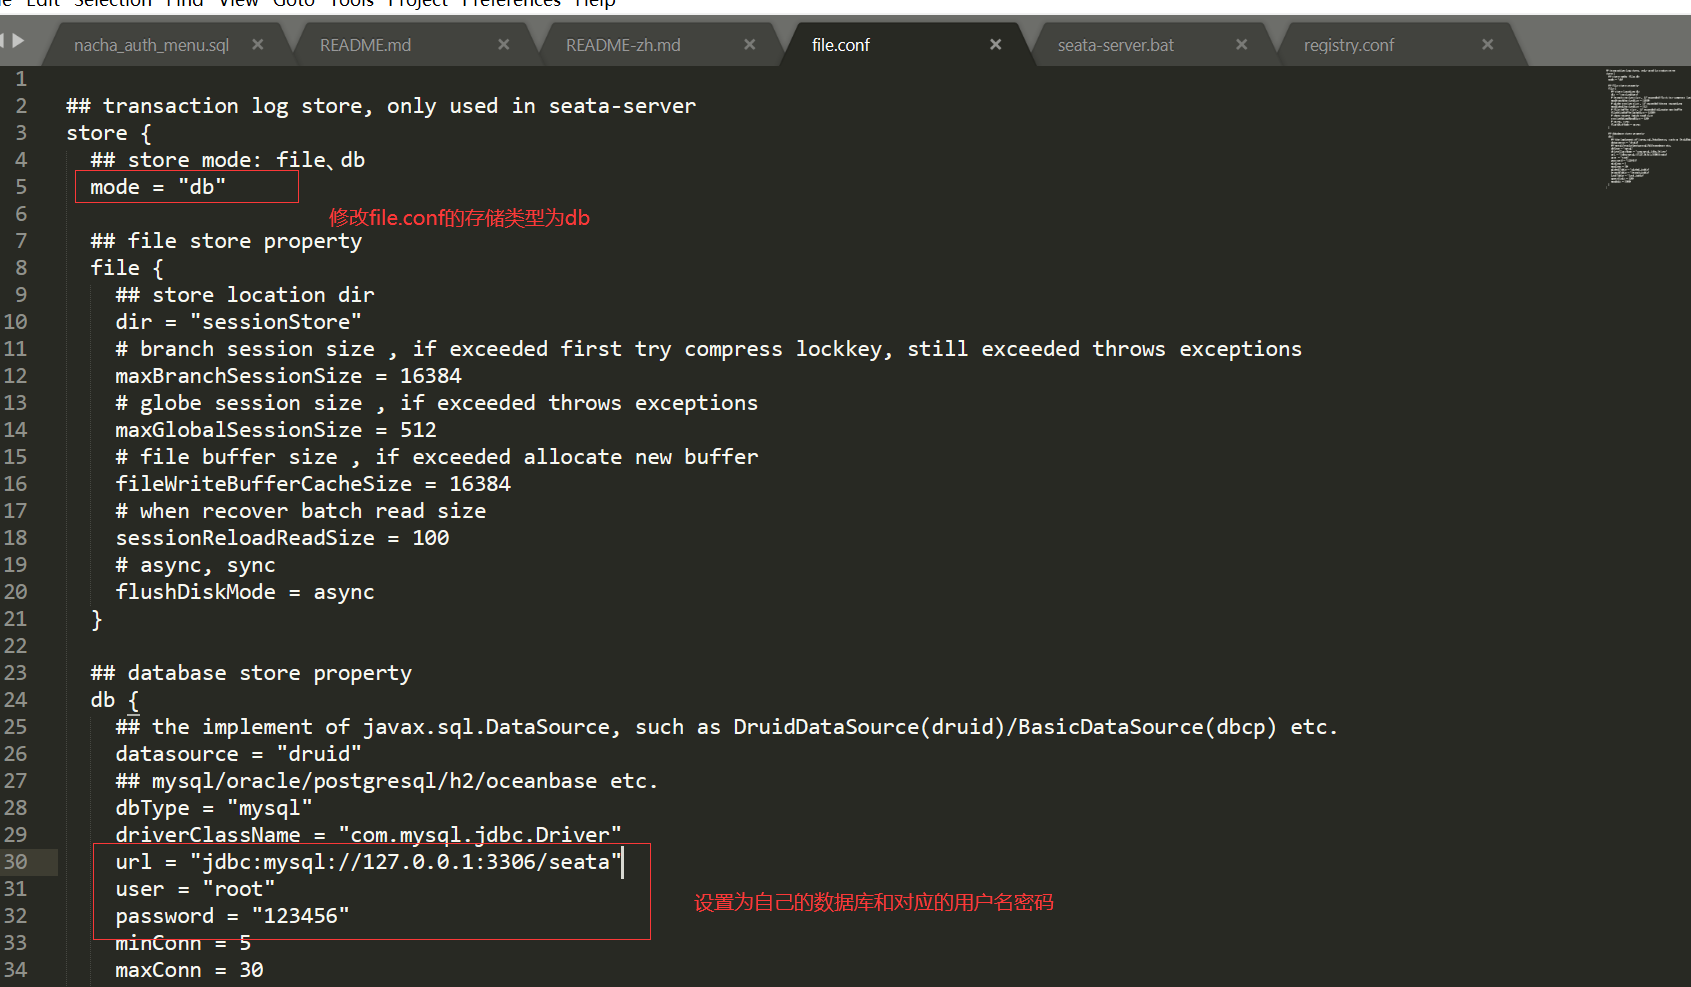 Edit Selection Find View Goto Tools Project Preferences Help
nacha_auth_menu.sql × README.md × README-zh.md × file.conf × seata-server.bat × registry.conf ×
1
2 ## transaction log store, only used in seata-server
3 store {
4 ## store mode: file、db
5 mode = "db"
6 修改file.conf的存储类型为db
7 ## file store property
8 file {
9 ## store location dir
10 dir = "sessionStore"
11 # branch session size , if exceeded first try compress lockkey, still exceeded throws exceptions
12 maxBranchSessionSize = 16384
13 # globe session size , if exceeded throws exceptions
14 maxGlobalSessionSize = 512
15 # file buffer size , if exceeded allocate new buffer
16 fileWriteBufferCacheSize = 16384
17 # when recover batch read size
18 sessionReloadReadSize = 100
19 # async, sync
20 flushDiskMode = async
21 }
22
23 ## database store property
24 db {
25 ## the implement of javax.sql.DataSource, such as DruidDataSource(druid)/BasicDataSource(dbcp) etc.
26 datasource = "druid"
27 ## mysql/oracle/postgresql/h2/oceanbase etc.
28 dbType = "mysql"
29 driverClassName = "com.mysql.jdbc.Driver"
30 url = "jdbc:mysql://127.0.0.1:3306/seata"
31 user = "root"
设置为自己的数据库和对应的用户名密码
32 password = "123456"
33 minConn = 5
34 maxConn = 30